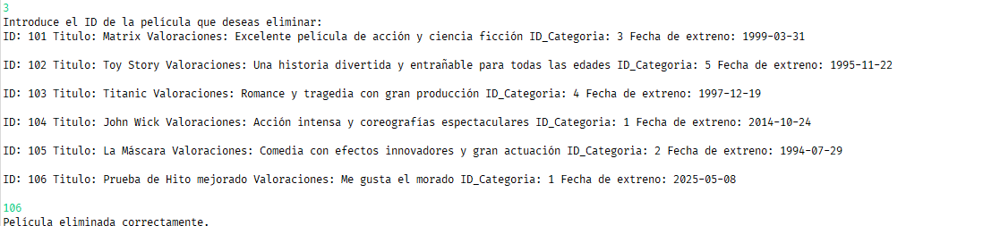 3
Introduce el ID de la película que deseas eliminar:
ID: 101 Titulo: Matrix Valoraciones: Excelente película de acción y ciencia ficción ID_Categoria: 3 Fecha de extreno: 1999-03-31
ID: 102 Titulo: Toy Story Valoraciones: Una historia divertida y entrañable para todas las edades ID_Categoria: 5 Fecha de extreno: 1995-11-22
ID: 103 Titulo: Titanic Valoraciones: Romance y tragedia con gran producción ID_Categoria: 4 Fecha de extreno: 1997-12-19
ID: 104 Titulo: John Wick Valoraciones: Acción intensa y coreografías espectaculares ID_Categoria: 1 Fecha de extreno: 2014-10-24
ID: 105 Titulo: La Máscara Valoraciones: Comedia con efectos innovadores y gran actuación ID_Categoria: 2 Fecha de extreno: 1994-07-29
ID: 106 Titulo: Prueba de Hito mejorado Valoraciones: Me gusta el morado ID_Categoria: 1 Fecha de extreno: 2025-05-08
106
Película eliminada correctamente.